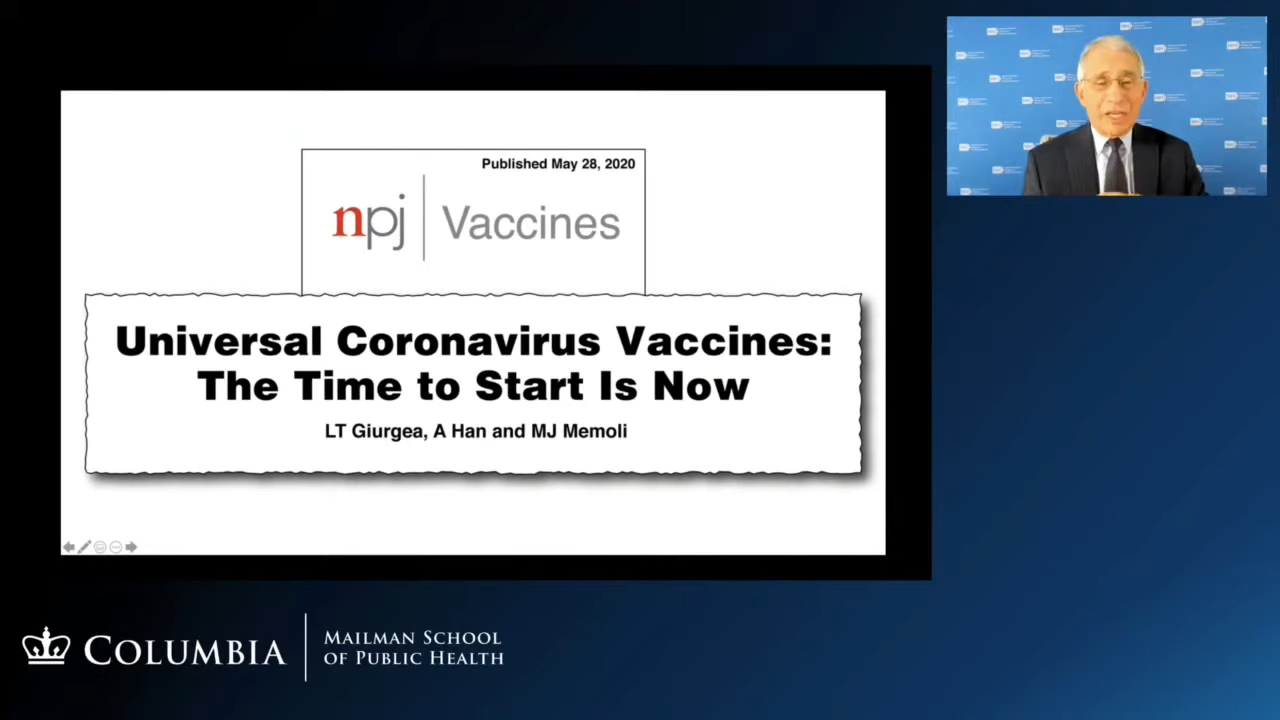 Published May 28, 2020
npj | Vaccines
Universal Coronavirus Vaccines:
The Time to Start Is Now
LT Giurgea, A Han and MJ Memoli
COLUMBIA
MAILMAN SCHOOL
OF PUBLIC HEALTH